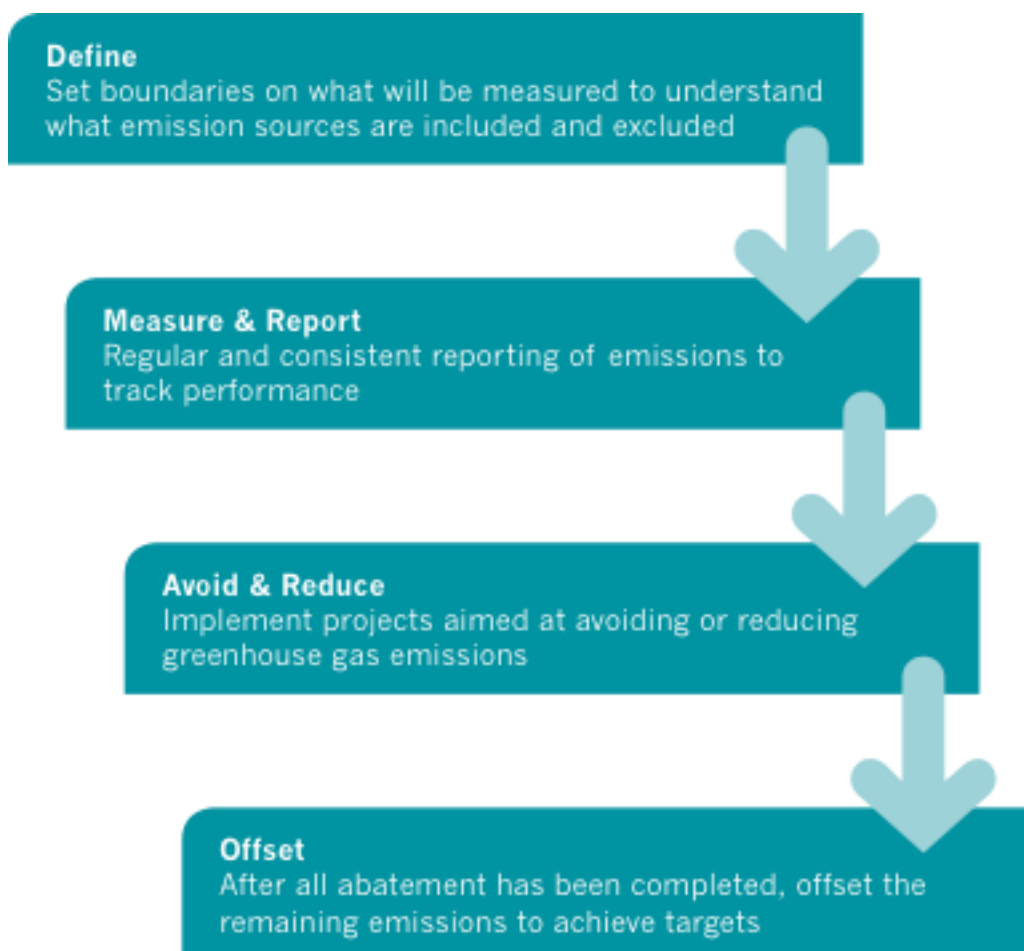 Define
Set boundaries on what will be measured to understand
what emission sources are included and excluded
Measure & Report
Regular and consistent reporting of emissions to
track performance
Avoid & Reduce
Implement projects aimed at avoiding or reducing
greenhouse gas emissions
Offset
After all abatement has been completed, offset the
remaining emissions to achieve targets